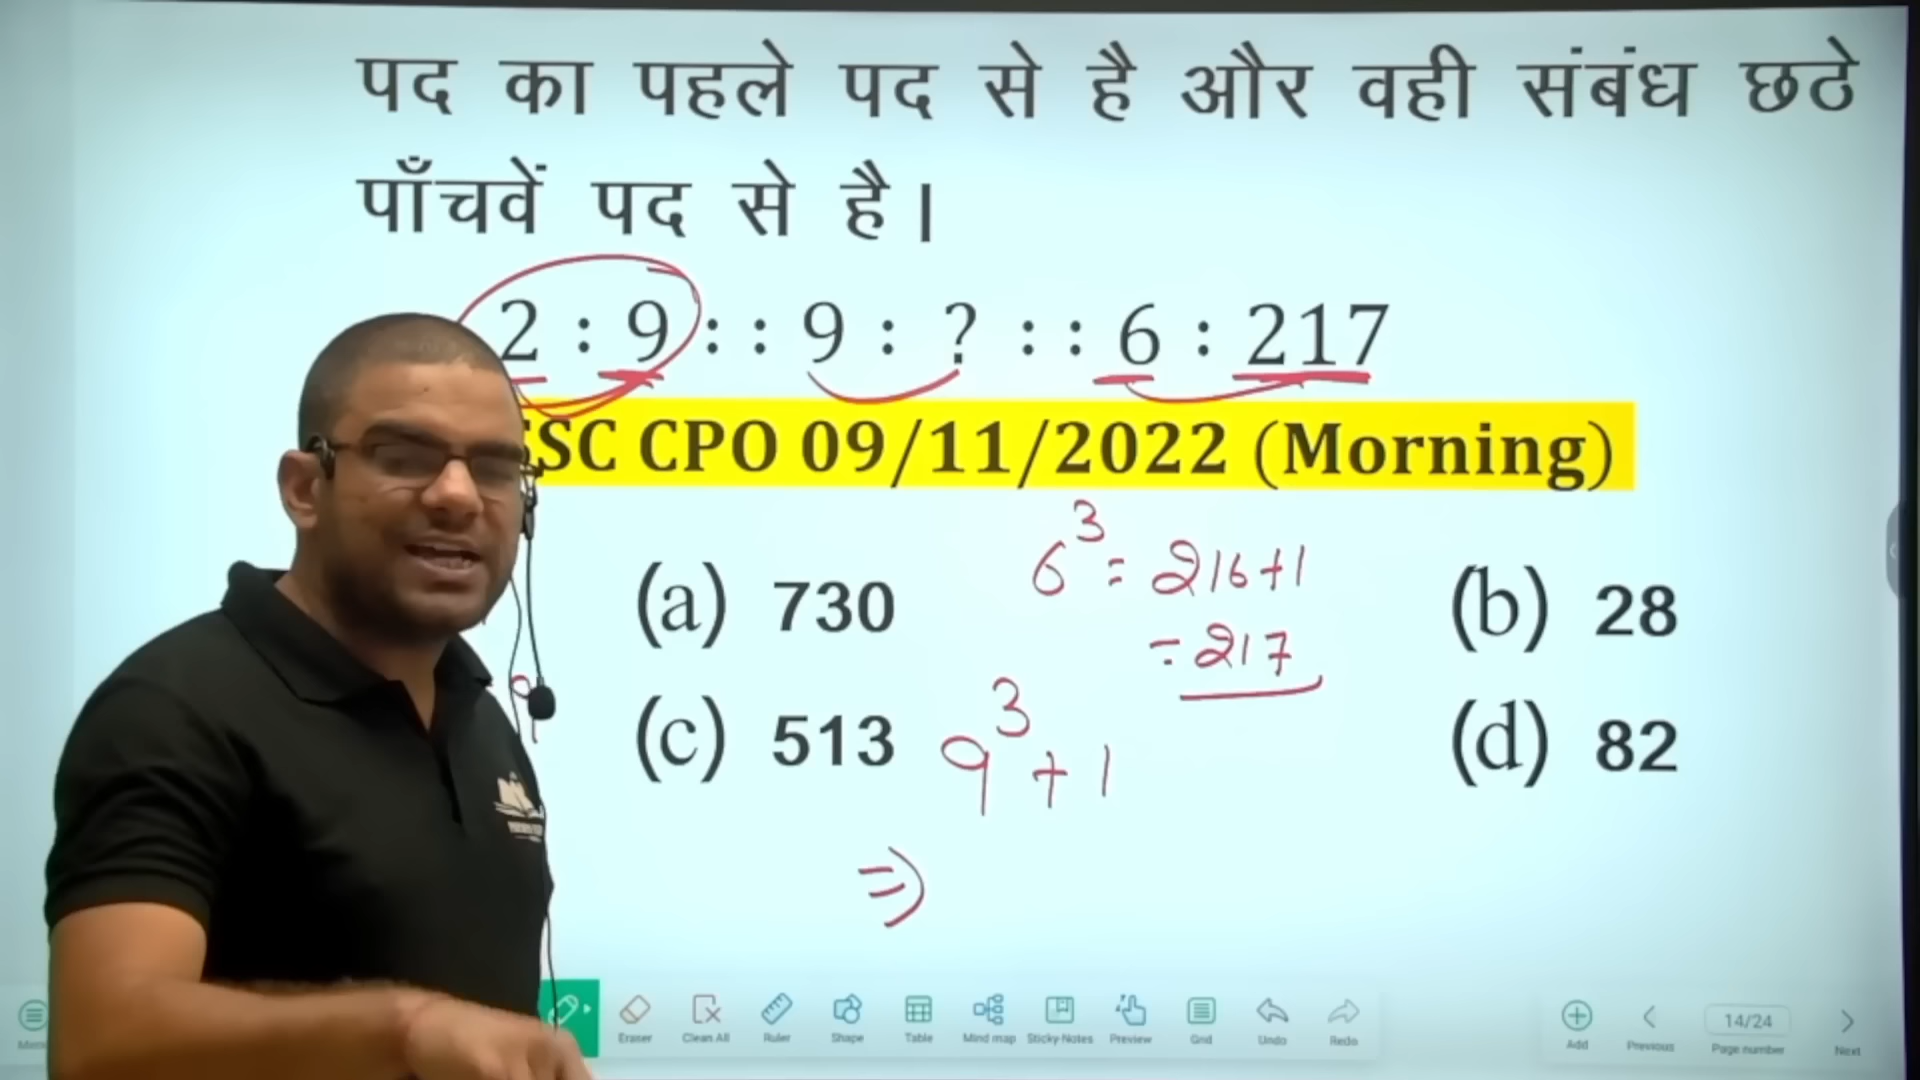 पद का पहले पद से है और वही संबंध छठे
पाँचवें पद से है।
2 : 9 : : 9 : ? : : 6 : 217
SSC CPO 09/11/2022 (Morning)
6³ = 216+1
= 217
(a) 730
(b) 28
(c) 513
9³ + 1
(d) 82
⇒
Eraser Clean All Ruler Shape Table Mind map Sticky-Notes Preview Grid Undo Redo
Add Previous 14/24 Page number Next